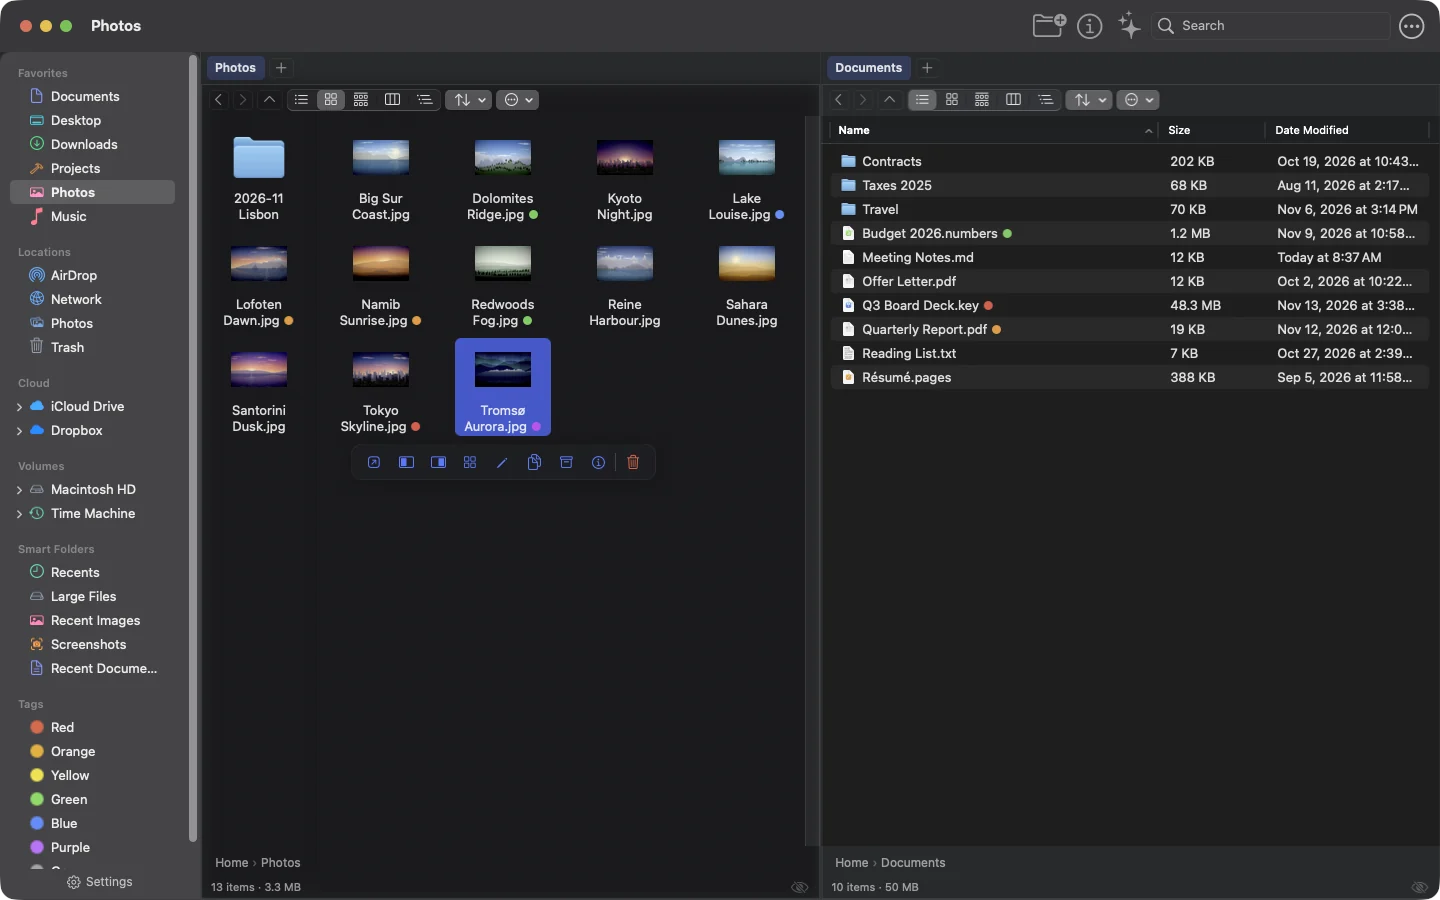 Photos
Search
Favorites
Documents
Desktop
Downloads
Projects
Photos
Music
Locations
AirDrop
Network
Photos
Trash
Cloud
iCloud Drive
Dropbox
Volumes
Macintosh HD
Time Machine
Smart Folders
Recents
Large Files
Recent Images
Screenshots
Recent Docume...
Tags
Red
Orange
Yellow
Green
Blue
Purple
Settings
Photos
2026-11
Lisbon
Big Sur
Coast.jpg
Dolomites
Ridge.jpg
Kyoto
Night.jpg
Lake
Louise.jpg
Lofoten
Dawn.jpg
Namib
Sunrise.jpg
Redwoods
Fog.jpg
Reine
Harbour.jpg
Sahara
Dunes.jpg
Santorini
Dusk.jpg
Tokyo
Skyline.jpg
Tromsø
Aurora.jpg
Home › Photos
13 items · 3.3 MB
Documents
Name Size Date Modified
Contracts 202 KB Oct 19, 2026 at 10:43...
Taxes 2025 68 KB Aug 11, 2026 at 2:17...
Travel 70 KB Nov 6, 2026 at 3:14 PM
Budget 2026.numbers 1.2 MB Nov 9, 2026 at 10:58...
Meeting Notes.md 12 KB Today at 8:37 AM
Offer Letter.pdf 12 KB Oct 2, 2026 at 10:22...
Q3 Board Deck.key 48.3 MB Nov 13, 2026 at 3:38...
Quarterly Report.pdf 19 KB Nov 12, 2026 at 12:0...
Reading List.txt 7 KB Oct 27, 2026 at 2:39...
Résumé.pages 388 KB Sep 5, 2026 at 11:58...
Home › Documents
10 items · 50 MB